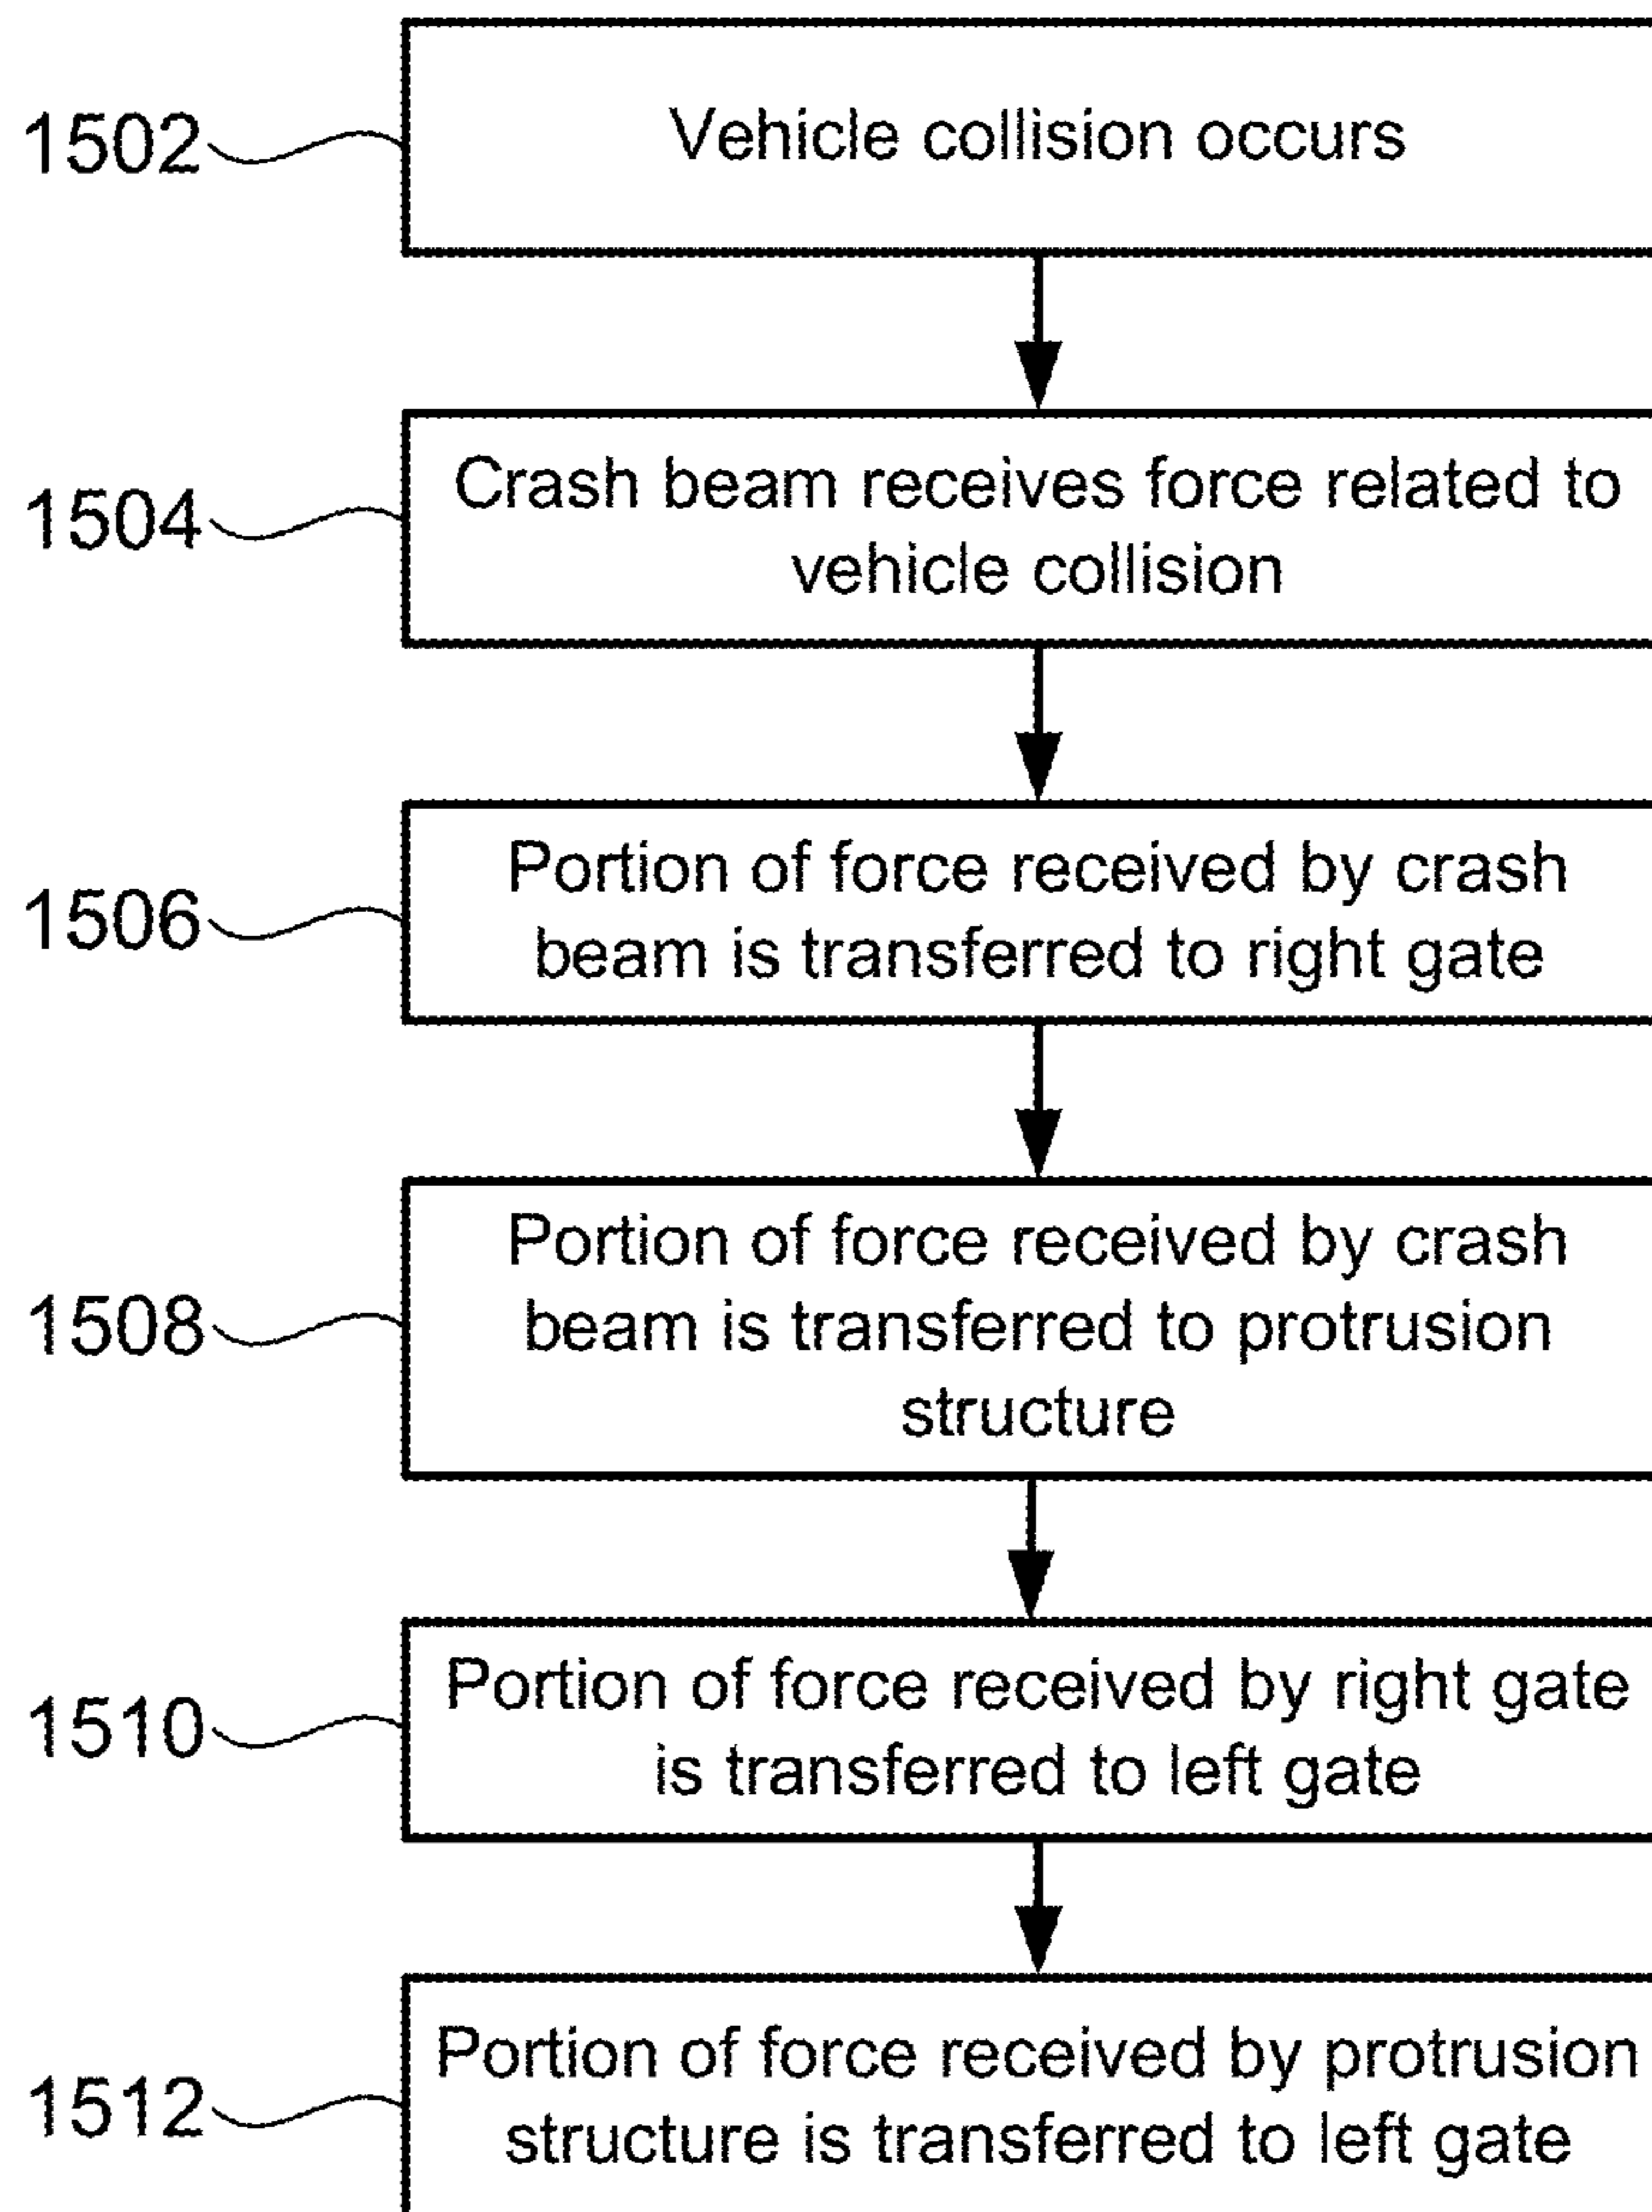 1502
Vehicle collision occurs
1504
Crash beam receives force related to
vehicle collision
1506
Portion of force received by crash
beam is transferred to right gate
1508
Portion of force received by crash
beam is transferred to protrusion
structure
1510
Portion of force received by right gate
is transferred to left gate
1512
Portion of force received by protrusion
structure is transferred to left gate